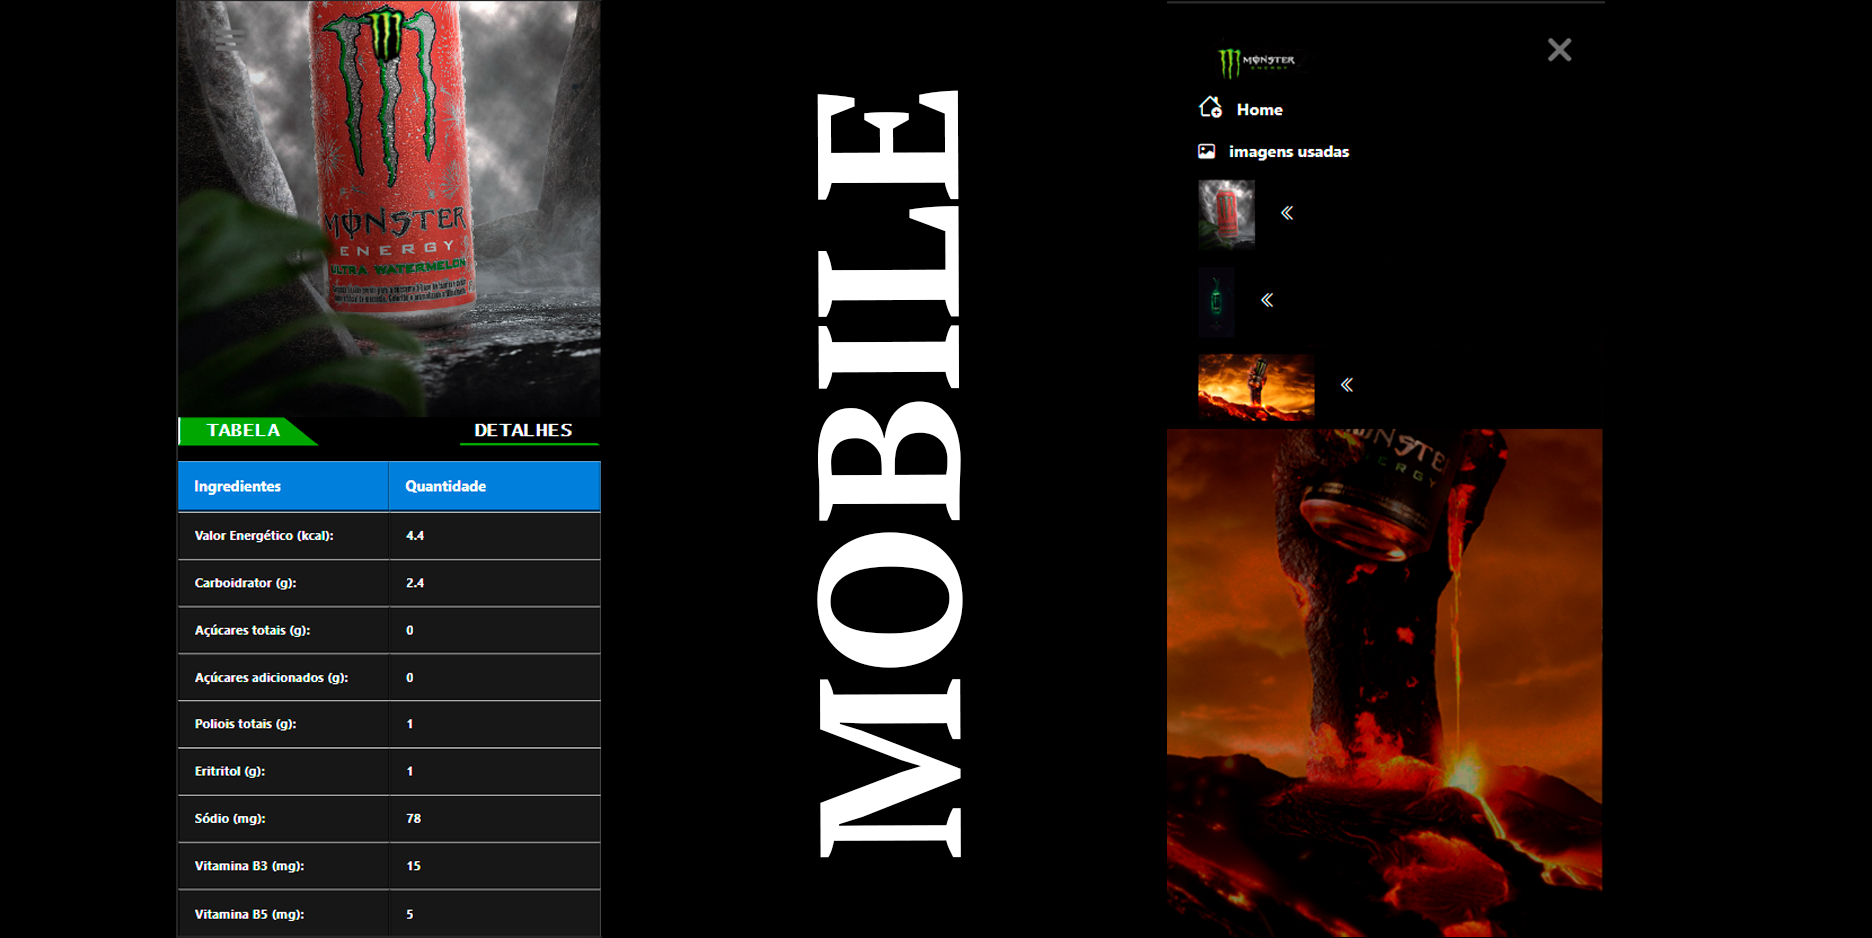 MONSTER
ENERGY
ULTRA WATERMELON
TABELA
DETALHES
Ingredientes Quantidade
Valor Energético (kcal): 4.4
Carboidrator (g): 2.4
Açúcares totais (g): 0
Açúcares adicionados (g): 0
Poliois totais (g): 1
Eritritol (g): 1
Sódio (mg): 78
Vitamina B3 (mg): 15
Vitamina B5 (mg): 5
MOBILE
MONSTER
ENERGY
Home
imagens usadas
ENERGY